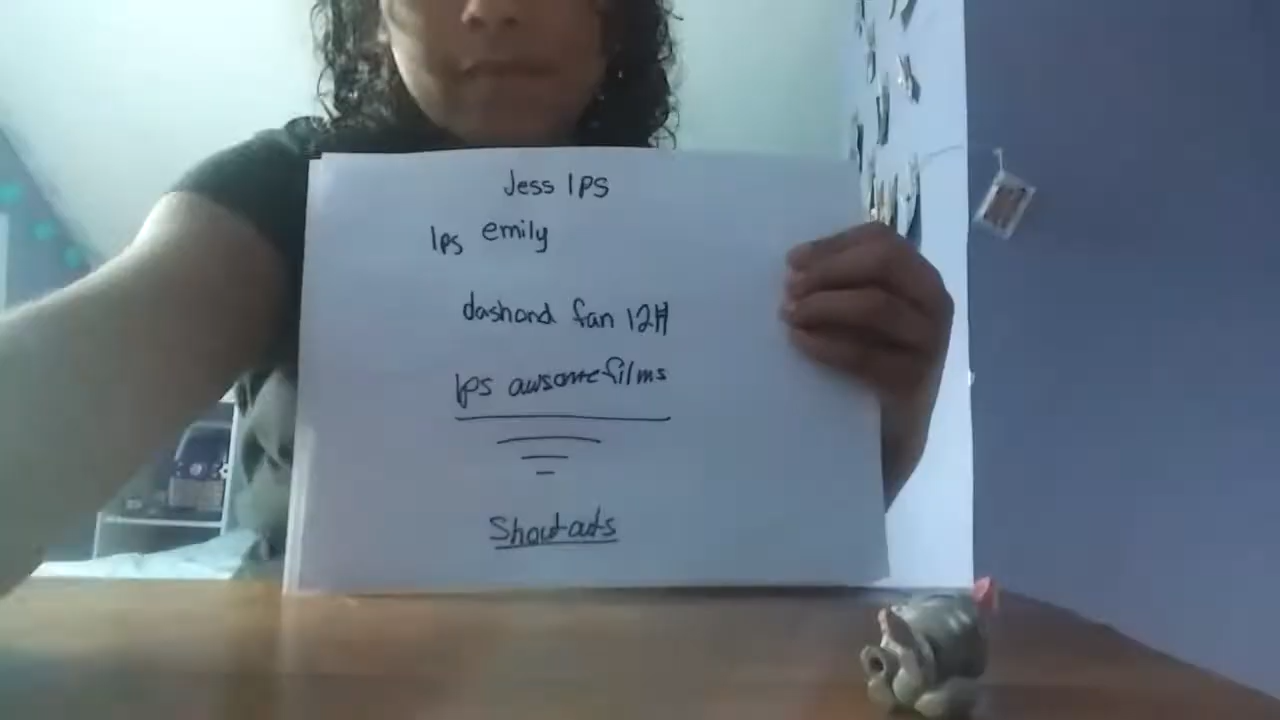 Jess lps
lps emily
dashond fan 12H
lps awsomefilms
Shoutouts